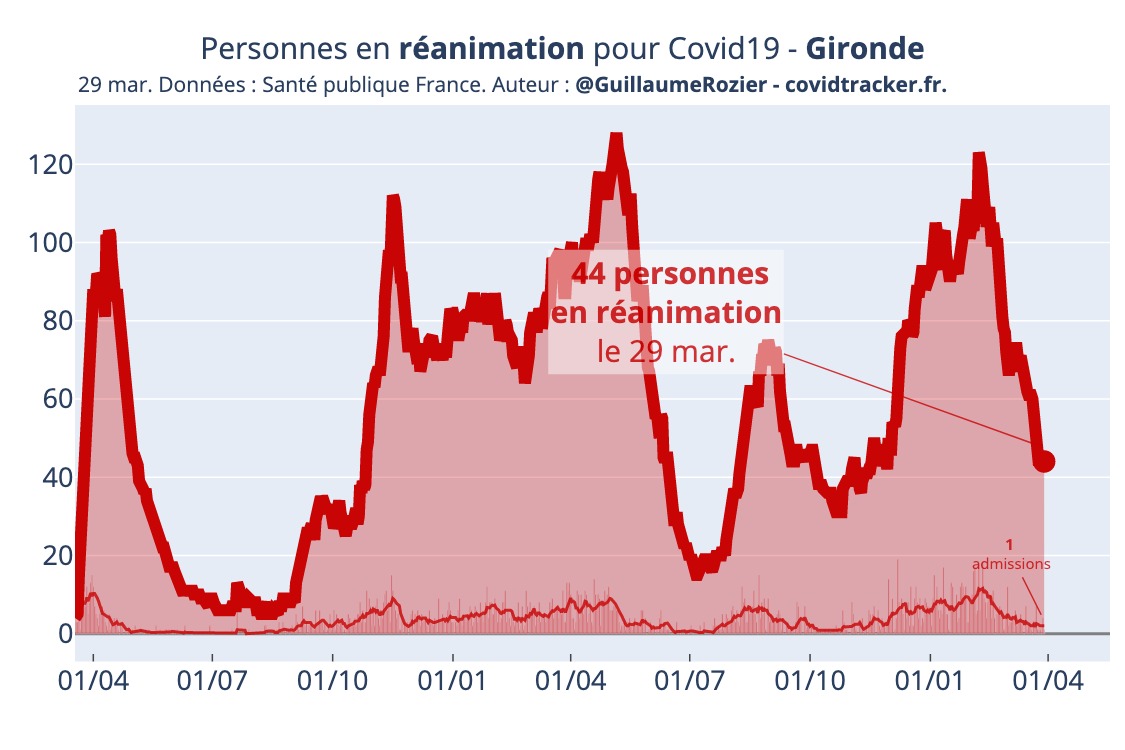 Personnes en réanimation pour Covid19 - Gironde
29 mar. Données : Santé publique France. Auteur : @GuillaumeRozier - covidtracker.fr.
120
100
80
60
40
20
0
44 personnes
en réanimation
le 29 mar.
1
admissions
01/04
01/07
01/10
01/01
01/04
01/07
01/10
01/01
01/04